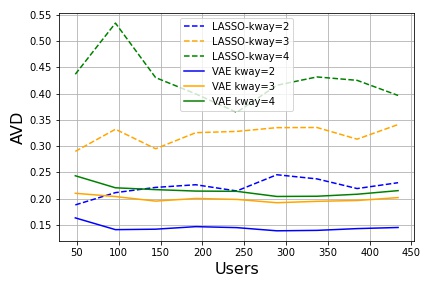 0.55
0.50
0.45
0.40
0.35
0.30
0.25
0.20
0.15
AVD
LASSO-kway=2
LASSO-kway=3
LASSO-kway=4
VAE kway=2
VAE kway=3
VAE kway=4
50 100 150 200 250 300 350 400 450
Users